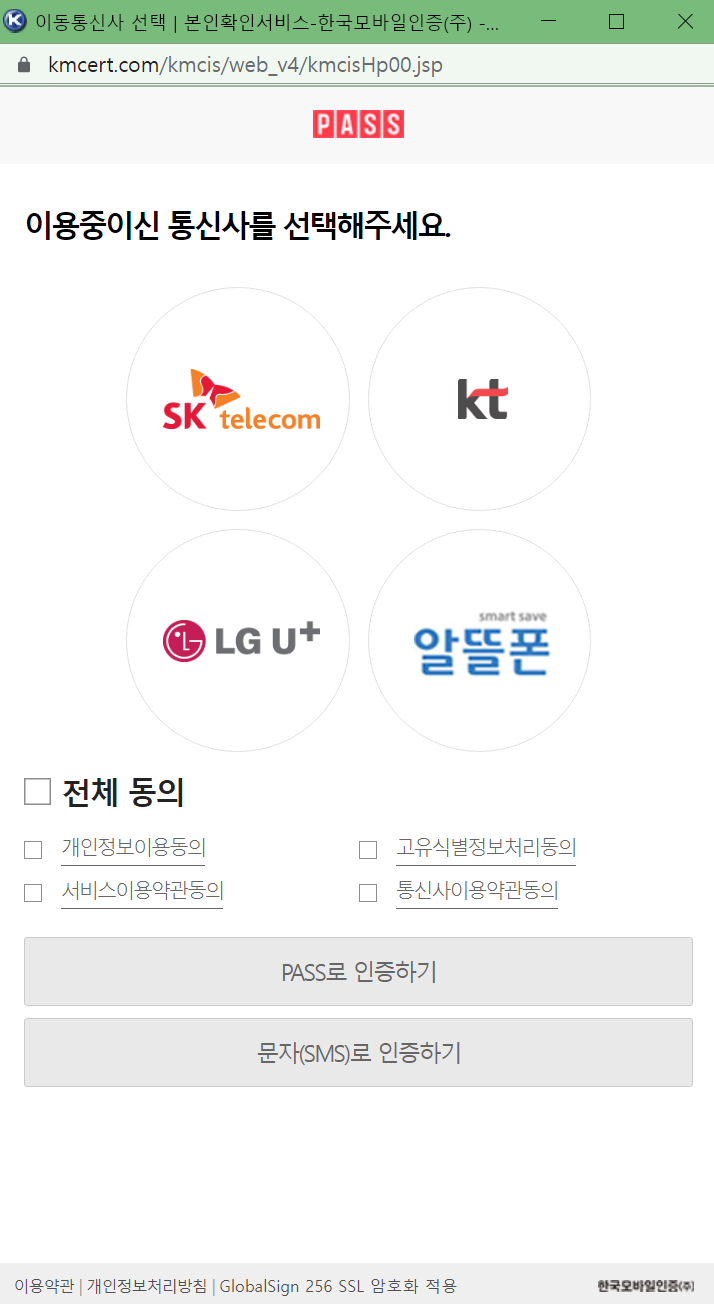 이동통신사 선택 | 본인확인서비스-한국모바일인증(주) -...
kmcert.com/kmcis/web_v4/kmcisHp00.jsp
PASS
이용중이신 통신사를 선택해주세요.
SK telecom
kt
LG U+
smart save
알뜰폰
전체 동의
개인정보이용동의 고유식별정보처리동의
서비스이용약관동의 통신사이용약관동의
PASS로 인증하기
문자(SMS)로 인증하기
이용약관 | 개인정보처리방침 | GlobalSign 256 SSL 암호화 적용 한국모바일인증(주)